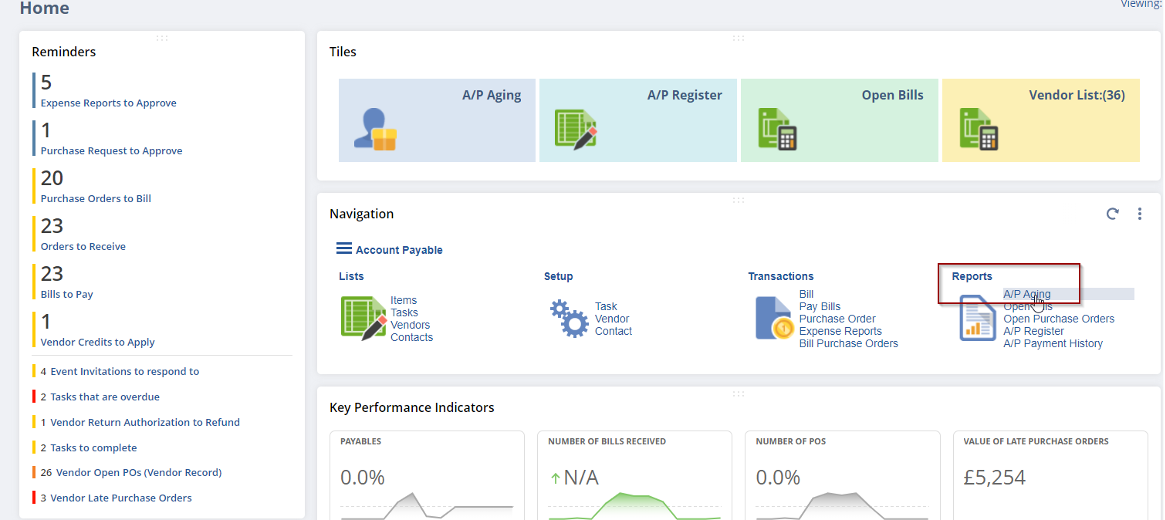 Home
Viewing:
Reminders
5
Expense Reports to Approve
1
Purchase Request to Approve
20
Purchase Orders to Bill
23
Orders to Receive
23
Bills to Pay
1
Vendor Credits to Apply
4 Event Invitations to respond to
2 Tasks that are overdue
1 Vendor Return Authorization to Refund
2 Tasks to complete
26 Vendor Open POs (Vendor Record)
3 Vendor Late Purchase Orders
Tiles
A/P Aging
A/P Register
Open Bills
Vendor List:(36)
Navigation
Account Payable
Lists
Items
Tasks
Vendors
Contacts
Setup
Task
Vendor
Contact
Transactions
Bill
Pay Bills
Purchase Order
Expense Reports
Bill Purchase Orders
Reports
A/P Aging
Open
Open Purchase Orders
A/P Register
A/P Payment History
Key Performance Indicators
PAYABLES
0.0%
NUMBER OF BILLS RECEIVED
N/A
NUMBER OF POS
0.0%
VALUE OF LATE PURCHASE ORDERS
£5,254